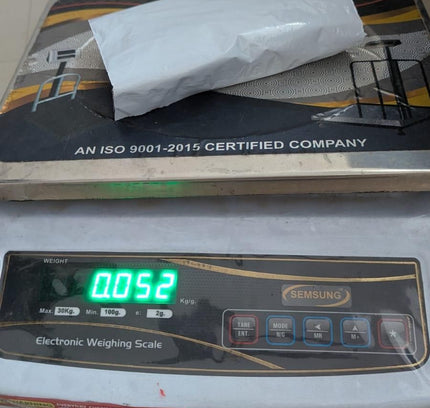 AN ISO 9001-2015 CERTIFIED COMPANY
WEIGHT
0.052 Kg/g.
SEMSUNG
Max. 30Kg. Min. 100g. e: 2g.
TARE ENT. MODE N/G MR M+ *
Electronic Weighing Scale